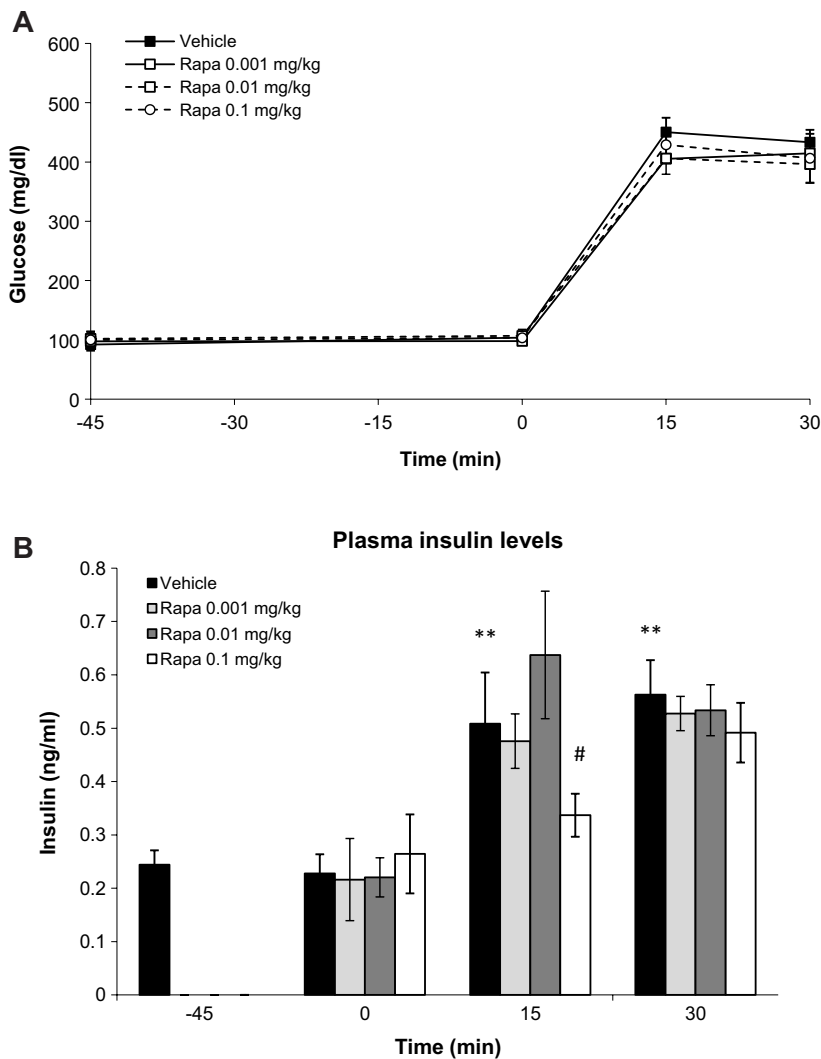 A
Vehicle
Rapa 0.001 mg/kg
Rapa 0.01 mg/kg
Rapa 0.1 mg/kg
600
500
400
300
200
100
0
Glucose (mg/dl)
-45 -30 -15 0 15 30
Time (min)
B
Plasma insulin levels
Vehicle
Rapa 0.001 mg/kg
Rapa 0.01 mg/kg
Rapa 0.1 mg/kg
0.8
0.7
0.6
0.5
0.4
0.3
0.2
0.1
0
Insulin (ng/ml)
** **
#
-45 0 15 30
Time (min)